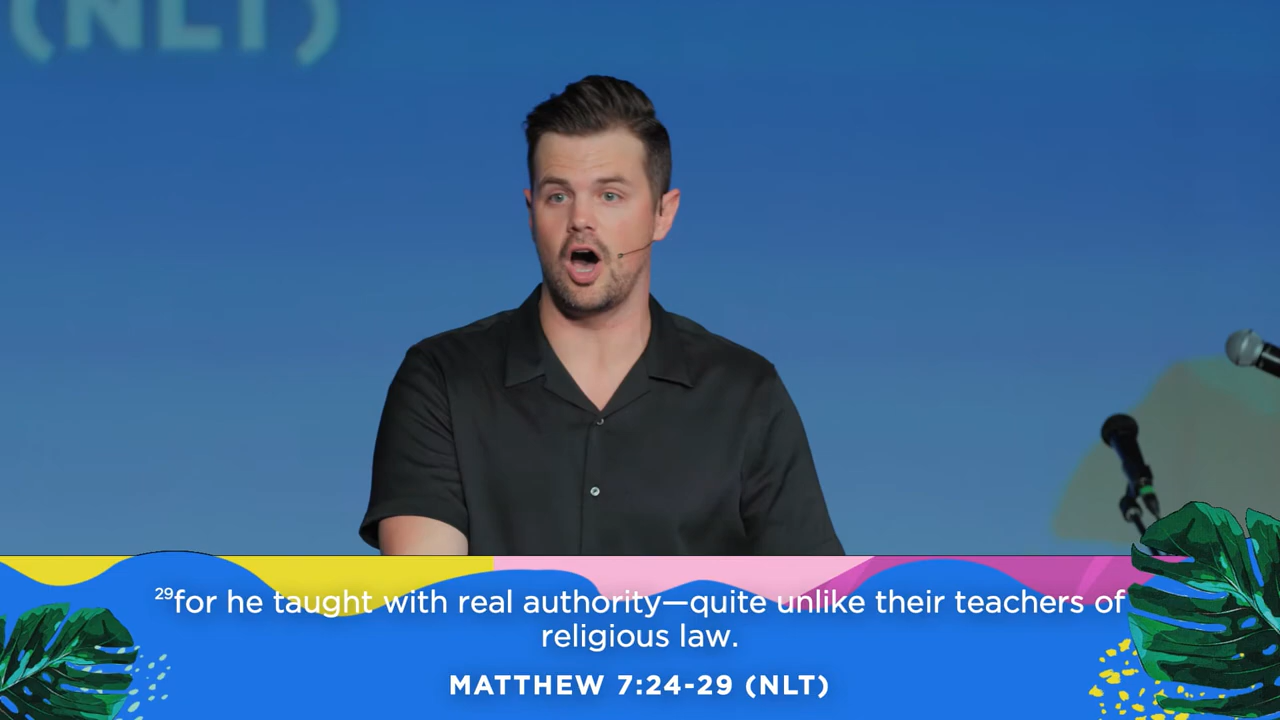 (NLT)
²⁹for he taught with real authority—quite unlike their teachers of
religious law.
MATTHEW 7:24-29 (NLT)